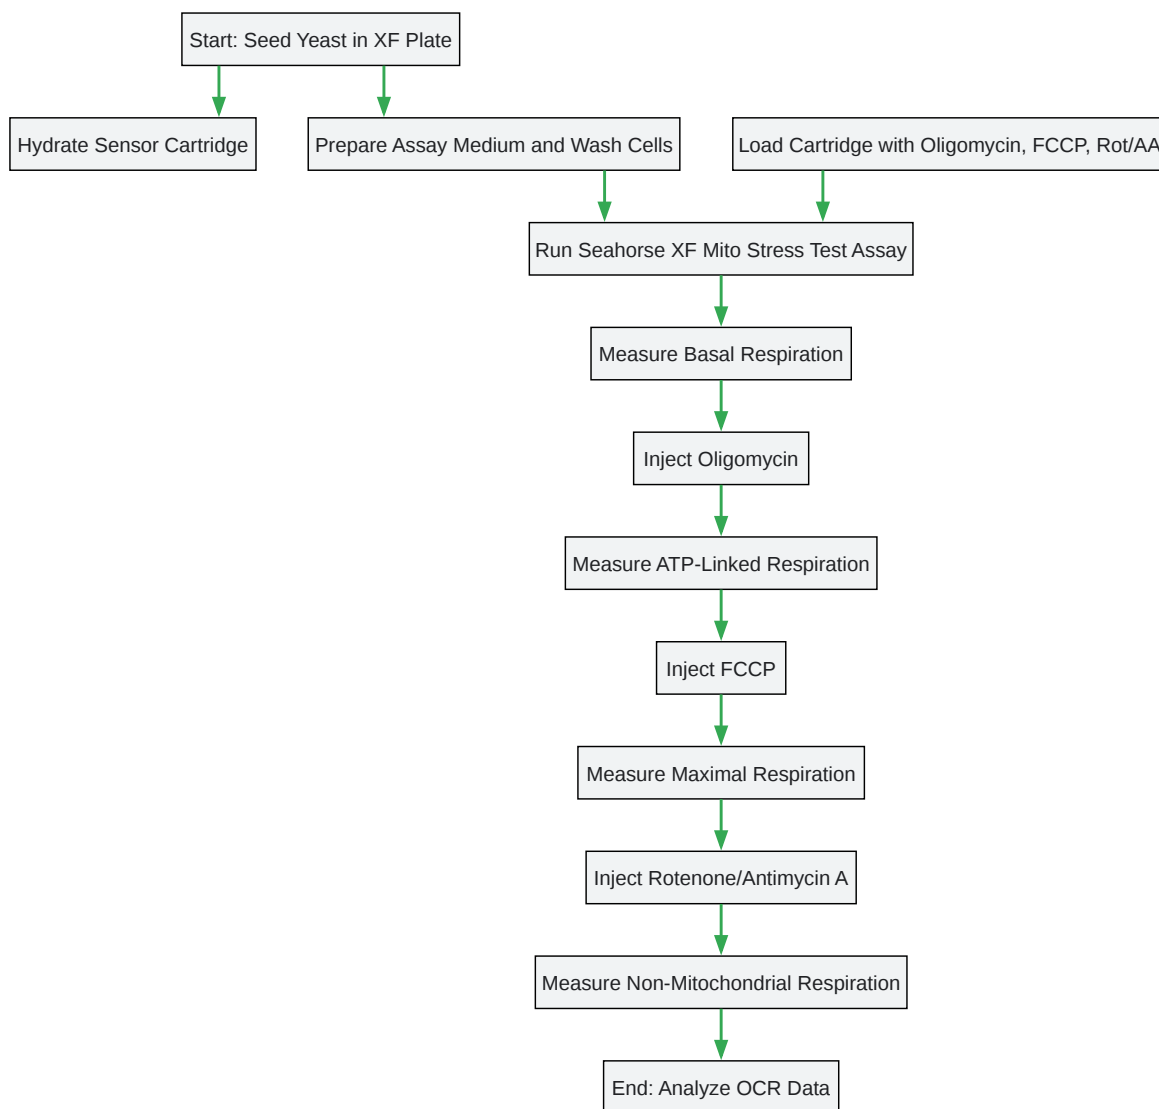 Start: Seed Yeast in XF Plate
Hydrate Sensor Cartridge
Prepare Assay Medium and Wash Cells
Load Cartridge with Oligomycin, FCCP, Rot/AA
Run Seahorse XF Mito Stress Test Assay
Measure Basal Respiration
Inject Oligomycin
Measure ATP-Linked Respiration
Inject FCCP
Measure Maximal Respiration
Inject Rotenone/Antimycin A
Measure Non-Mitochondrial Respiration
End: Analyze OCR Data